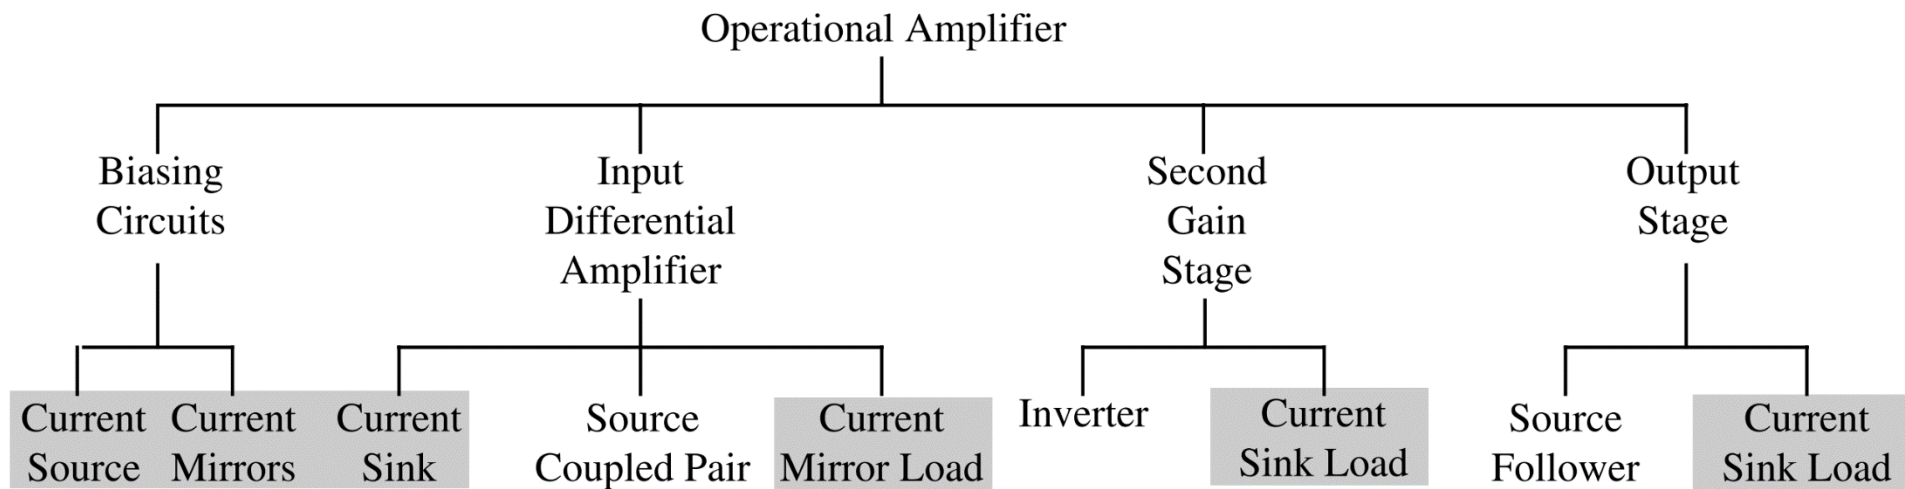 Operational Amplifier
Biasing
Circuits
Input
Differential
Amplifier
Second
Gain
Stage
Output
Stage
Current
Source
Current
Mirrors
Current
Sink
Source
Coupled Pair
Current
Mirror Load
Inverter
Current
Sink Load
Source
Follower
Current
Sink Load